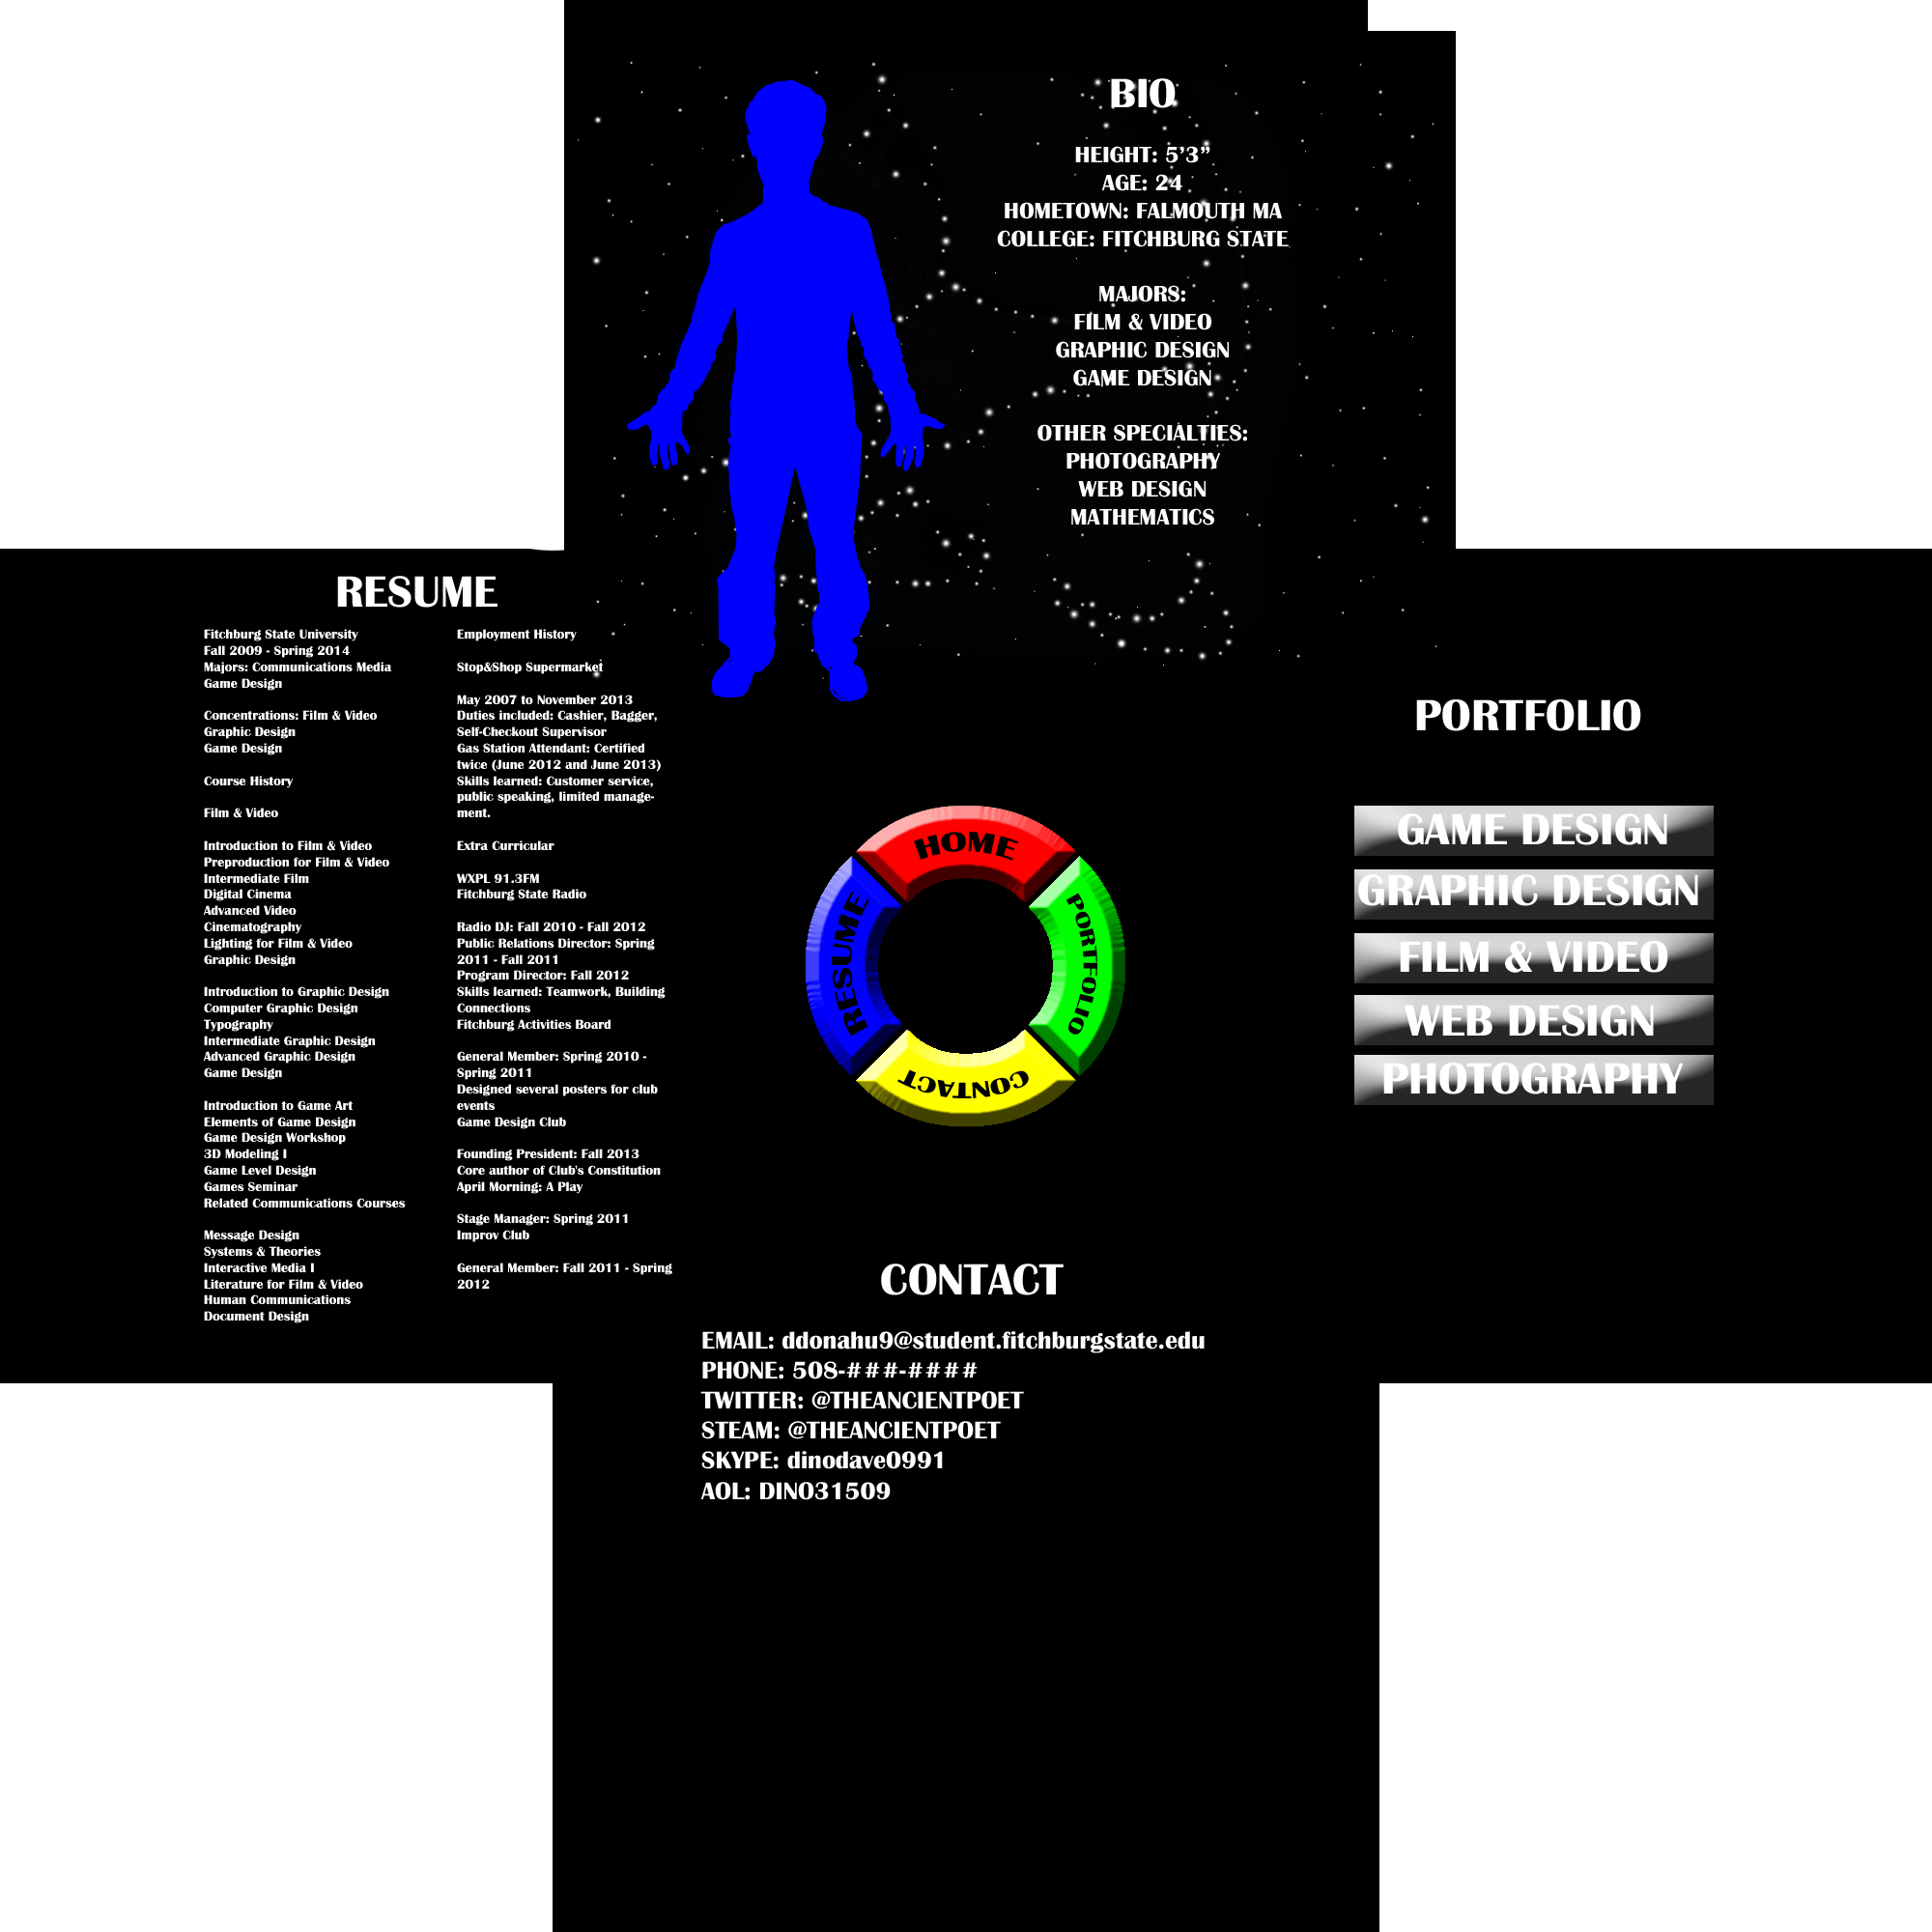 BIO
HEIGHT: 5’3”
AGE: 24
HOMETOWN: FALMOUTH MA
COLLEGE: FITCHBURG STATE
MAJORS:
FILM & VIDEO
GRAPHIC DESIGN
GAME DESIGN
OTHER SPECIALTIES:
PHOTOGRAPHY
WEB DESIGN
MATHEMATICS
RESUME
Fitchburg State University
Fall 2009 - Spring 2014
Majors: Communications Media
Game Design
Concentrations: Film & Video
Graphic Design
Game Design
Course History
Film & Video
Introduction to Film & Video
Preproduction for Film & Video
Intermediate Film
Digital Cinema
Advanced Video
Cinematography
Lighting for Film & Video
Graphic Design
Introduction to Graphic Design
Computer Graphic Design
Typography
Intermediate Graphic Design
Advanced Graphic Design
Game Design
Introduction to Game Art
Elements of Game Design
Game Design Workshop
3D Modeling I
Game Level Design
Games Seminar
Related Communications Courses
Message Design
Systems & Theories
Interactive Media I
Literature for Film & Video
Human Communications
Document Design
Employment History
Stop&Shop Supermarket
May 2007 to November 2013
Duties included: Cashier, Bagger,
Self-Checkout Supervisor
Gas Station Attendant: Certified
twice (June 2012 and June 2013)
Skills learned: Customer service,
public speaking, limited manage-
ment.
Extra Curricular
WXPL 91.3FM
Fitchburg State Radio
Radio DJ: Fall 2010 - Fall 2012
Public Relations Director: Spring
2011 - Fall 2011
Program Director: Fall 2012
Skills learned: Teamwork, Building
Connections
Fitchburg Activities Board
General Member: Spring 2010 -
Spring 2011
Designed several posters for club
events
Game Design Club
Founding President: Fall 2013
Core author of Club's Constitution
April Morning: A Play
Stage Manager: Spring 2011
Improv Club
General Member: Fall 2011 - Spring
2012
HOME
RESUME
PORTFOLIO
CONTACT
PORTFOLIO
GAME DESIGN
GRAPHIC DESIGN
FILM & VIDEO
WEB DESIGN
PHOTOGRAPHY
CONTACT
EMAIL: ddonahu9@student.fitchburgstate.edu
PHONE: 508-###-####
TWITTER: @THEANCIENTPOET
STEAM: @THEANCIENTPOET
SKYPE: dinodave0991
AOL: DINO31509